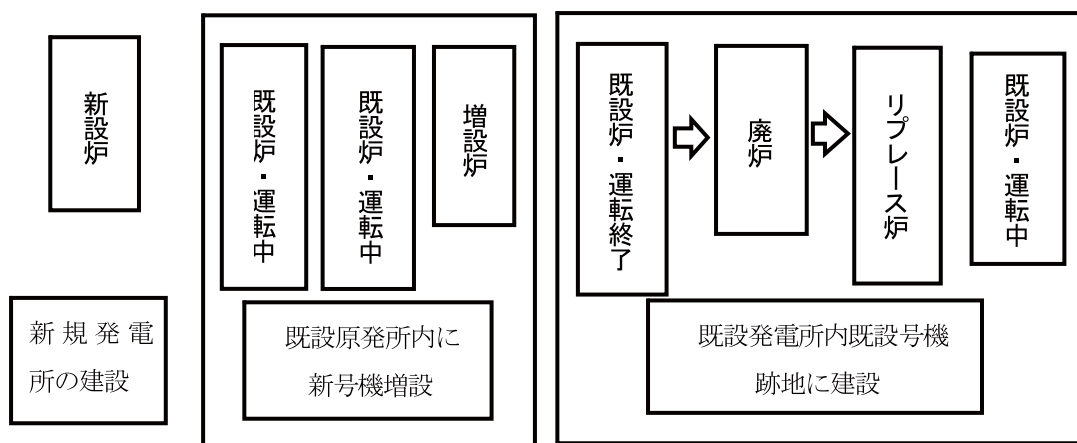 新設炉
既設炉・運転中
既設炉・運転中
増設炉
既設炉・運転終了
廃炉
リプレース炉
既設炉・運転中
新規発電
所の建設
既設原発所内に
新号機増設
既設発電所内既設号機
跡地に建設